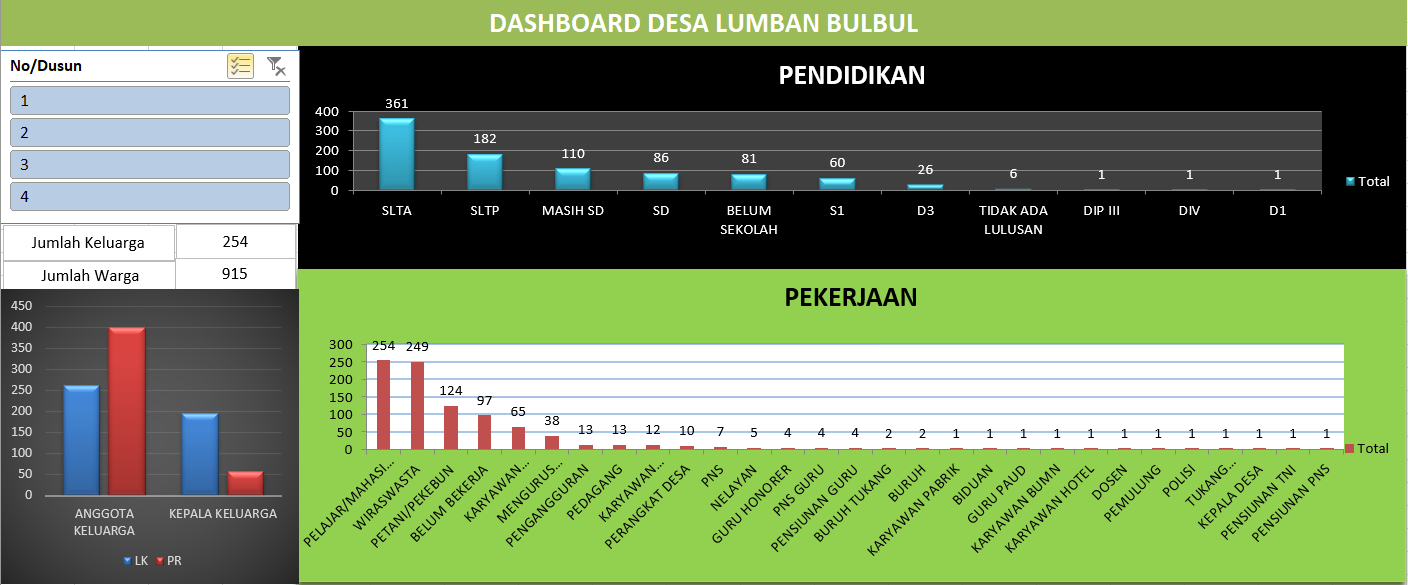 DASHBOARD DESA LUMBAN BULBUL
No/Dusun
1
2
3
4
Jumlah Keluarga 254
Jumlah Warga 915
450
400
350
300
250
200
150
100
50
0
ANGGOTA
KELUARGA
KEPALA KELUARGA
LK PR
PENDIDIKAN
400
300
200
100
0
361 182 110 86 81 60 26 6 1 1 1
SLTA SLTP MASIH SD SD BELUM S1 D3 TIDAK ADA DIP III DIV D1
SEKOLAH LULUSAN
Total
PEKERJAAN
300
250
200
150
100
50
0
254 249 124 97 65 38 13 13 12 10 7 5 4 4 4 2 2 1 1 1 1 1 1 1 1 1 1 1 1
PELAJAR/MAHASI...
WIRASWASTA
PETANI/PEKEBUN
BELUM BEKERJA
KARYAWAN...
MENGURUS...
PENGANGGURAN
PEDAGANG
KARYAWAN...
PERANGKAT DESA
PNS
NELAYAN
GURU HONORER
PNS GURU
PENSIUNAN GURU
BURUH TUKANG
BURUH
KARYAWAN PABRIK
BIDUAN
GURU PAUD
KARYAWAN BUMN
KARYAWAN HOTEL
DOSEN
PEMULUNG
POLISI
TUKANG...
KEPALA DESA
PENSIUNAN TNI
PENSIUNAN PNS
Total